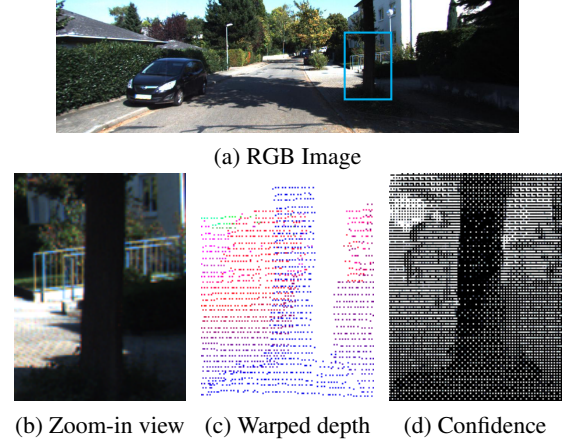 (a) RGB Image
(b) Zoom-in view
(c) Warped depth
(d) Confidence